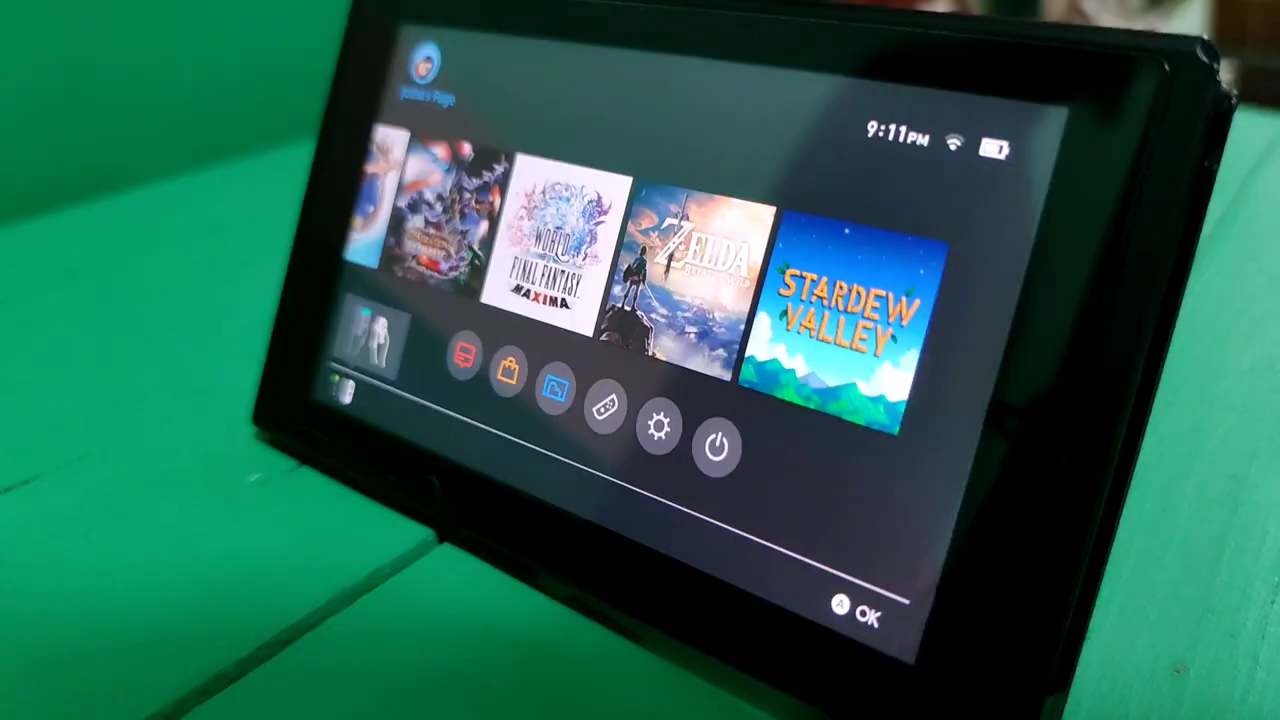 9:11PM
WORLD OF
FINAL FANTASY
MAXIMA
ZELDA
STARDEW
VALLEY
A OK